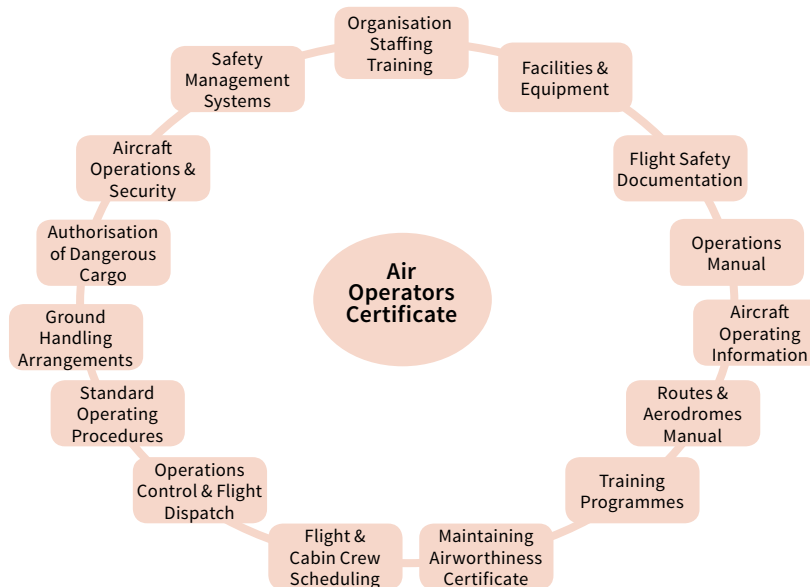 Organisation
Staffing
Training
Facilities &
Equipment
Flight Safety
Documentation
Operations
Manual
Aircraft
Operating
Information
Routes &
Aerodromes
Manual
Training
Programmes
Maintaining
Airworthiness
Certificate
Flight &
Cabin Crew
Scheduling
Operations
Control & Flight
Dispatch
Standard
Operating
Procedures
Ground
Handling
Arrangements
Authorisation
of Dangerous
Cargo
Aircraft
Operations &
Security
Safety
Management
Systems
Air
Operators
Certificate